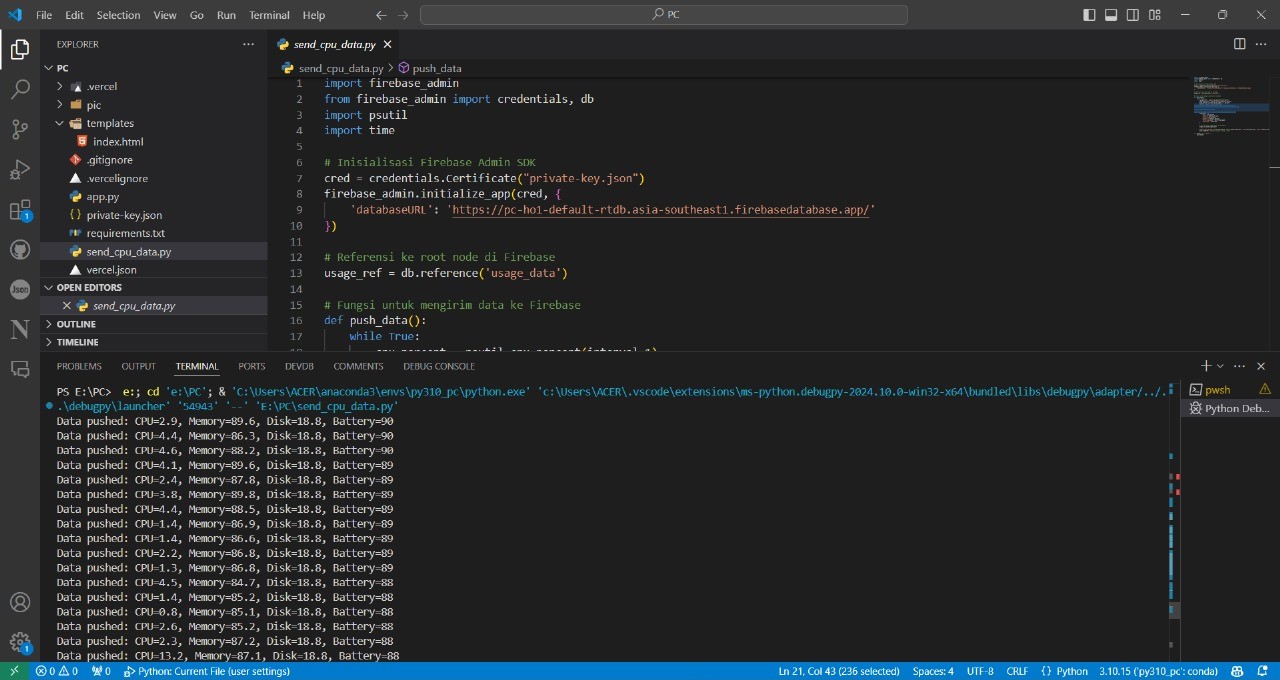 File Edit Selection View Go Run Terminal Help
PC
EXPLORER
PC
.vercel
pic
templates
index.html
.gitignore
.vercelignore
app.py
private-key.json
requirements.txt
send_cpu_data.py
vercel.json
OPEN EDITORS
send_cpu_data.py
OUTLINE
TIMELINE
1
Json
N
1
send_cpu_data.py
send_cpu_data.py > push_data
1 import firebase_admin
2 from firebase_admin import credentials, db
3 import psutil
4 import time
5
6 # Inisialisasi Firebase Admin SDK
7 cred = credentials.Certificate("private-key.json")
8 firebase_admin.initialize_app(cred, {
9 'databaseURL': 'https://pc-ho1-default-rtdb.asia-southeast1.firebasedatabase.app/'
10 })
11
12 # Referensi ke root node di Firebase
13 usage_ref = db.reference('usage_data')
14
15 # Fungsi untuk mengirim data ke Firebase
16 def push_data():
17 while True:
18 cpu_percent = psutil.cpu_percent(interval=1)
PROBLEMS OUTPUT TERMINAL PORTS DEVDB COMMENTS DEBUG CONSOLE
PS E:\PC> e:; cd 'e:\PC'; & 'C:\Users\ACER\anaconda3\envs\py310_pc\python.exe' 'c:\Users\ACER\.vscode\extensions\ms-python.debugpy-2024.10.0-win32-x64\bundled\libs\debugpy\adapter/../.
.\debugpy\launcher' '54943' '--' 'E:\PC\send_cpu_data.py'
Data pushed: CPU=2.9, Memory=89.6, Disk=18.8, Battery=90
Data pushed: CPU=4.4, Memory=86.3, Disk=18.8, Battery=90
Data pushed: CPU=4.6, Memory=88.2, Disk=18.8, Battery=90
Data pushed: CPU=4.1, Memory=89.6, Disk=18.8, Battery=89
Data pushed: CPU=2.4, Memory=87.8, Disk=18.8, Battery=89
Data pushed: CPU=3.8, Memory=89.8, Disk=18.8, Battery=89
Data pushed: CPU=4.4, Memory=88.5, Disk=18.8, Battery=89
Data pushed: CPU=1.4, Memory=86.9, Disk=18.8, Battery=89
Data pushed: CPU=1.4, Memory=86.6, Disk=18.8, Battery=89
Data pushed: CPU=2.2, Memory=86.8, Disk=18.8, Battery=89
Data pushed: CPU=1.3, Memory=86.8, Disk=18.8, Battery=89
Data pushed: CPU=4.5, Memory=84.7, Disk=18.8, Battery=88
Data pushed: CPU=1.4, Memory=85.2, Disk=18.8, Battery=88
Data pushed: CPU=0.8, Memory=85.1, Disk=18.8, Battery=88
Data pushed: CPU=2.6, Memory=85.2, Disk=18.8, Battery=88
Data pushed: CPU=2.3, Memory=87.2, Disk=18.8, Battery=88
Data pushed: CPU=13.2, Memory=87.1, Disk=18.8, Battery=88
pwsh
Python Deb...
0 0 0 Python: Current File (user settings) Ln 21, Col 43 (236 selected) Spaces: 4 UTF-8 CRLF {} Python 3.10.15 ('py310_pc': conda)